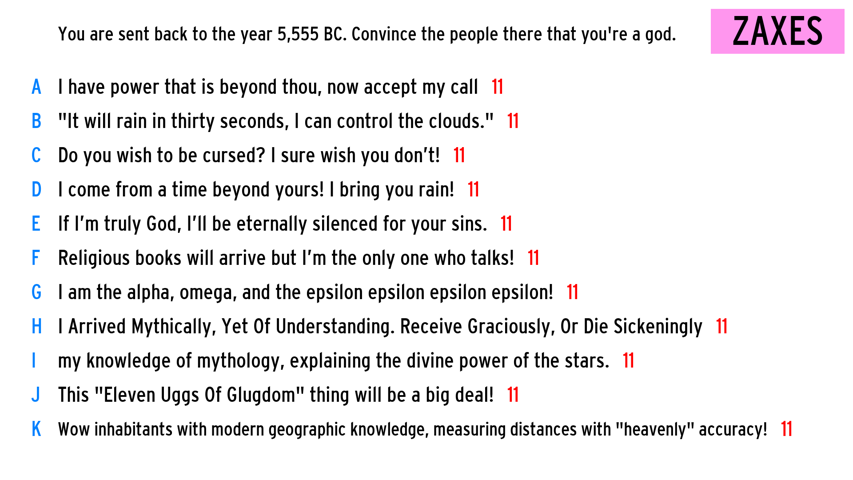 You are sent back to the year 5,555 BC. Convince the people there that you're a god.
ZAXES
A I have power that is beyond thou, now accept my call 11
B "It will rain in thirty seconds, I can control the clouds." 11
C Do you wish to be cursed? I sure wish you don’t! 11
D I come from a time beyond yours! I bring you rain! 11
E If I’m truly God, I’ll be eternally silenced for your sins. 11
F Religious books will arrive but I’m the only one who talks! 11
G I am the alpha, omega, and the epsilon epsilon epsilon epsilon! 11
H I Arrived Mythically, Yet Of Understanding. Receive Graciously, Or Die Sickeningly 11
I my knowledge of mythology, explaining the divine power of the stars. 11
J This "Eleven Uggs Of Glugdom" thing will be a big deal! 11
K Wow inhabitants with modern geographic knowledge, measuring distances with "heavenly" accuracy! 11